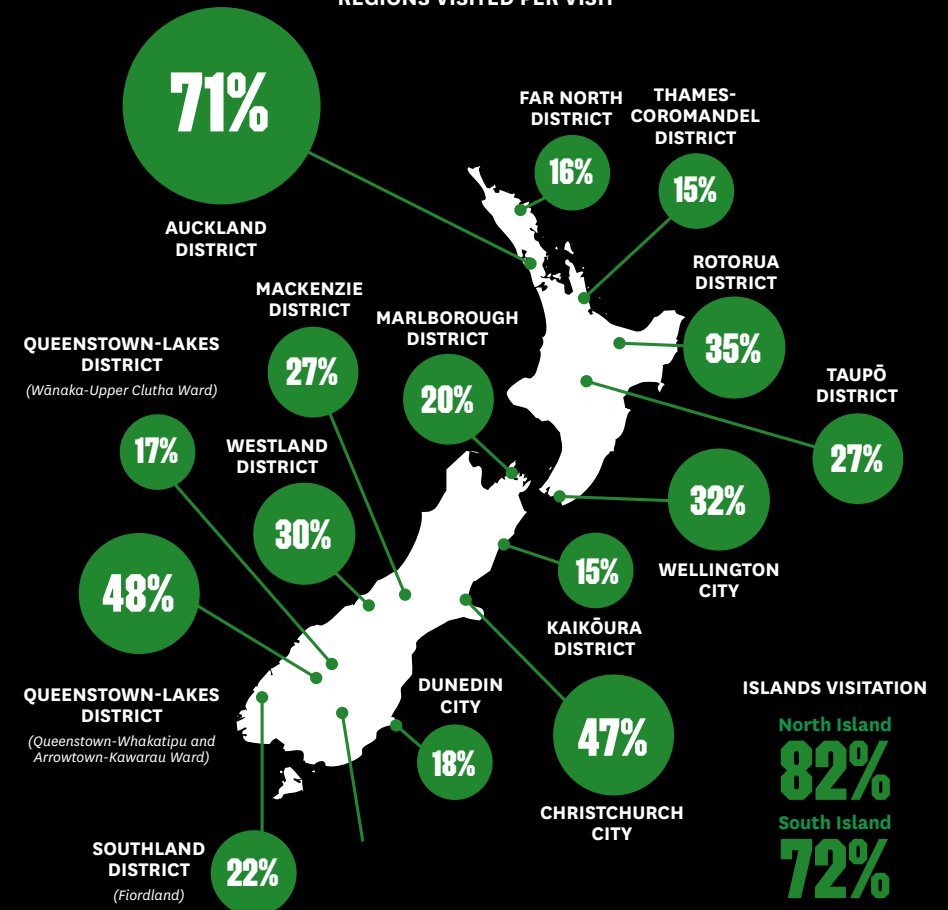 REGIONS VISITED PER VISIT
71%
AUCKLAND
DISTRICT
FAR NORTH
DISTRICT
16%
THAMES-
COROMANDEL
DISTRICT
15%
ROTORUA
DISTRICT
35%
MACKENZIE
DISTRICT
27%
MARLBOROUGH
DISTRICT
20%
QUEENSTOWN-LAKES
DISTRICT
(Wānaka-Upper Clutha Ward)
17%
TAUPŌ
DISTRICT
27%
WESTLAND
DISTRICT
30%
32%
WELLINGTON
CITY
48%
QUEENSTOWN-LAKES
DISTRICT
(Queenstown-Whakatipu and
Arrowtown-Kawarau Ward)
15%
KAIKŌURA
DISTRICT
DUNEDIN
CITY
18%
47%
CHRISTCHURCH
CITY
SOUTHLAND
DISTRICT
(Fiordland)
22%
ISLANDS VISITATION
North Island
82%
South Island
72%